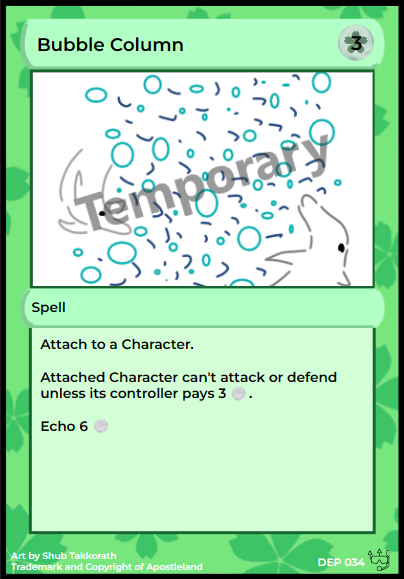 Bubble Column
3
Temporary
Spell
Attach to a Character.
Attached Character can't attack or defend
unless its controller pays 3 .
Echo 6
Art by Shub Takkorath
Trademark and Copyright of Apostleland
DEP 034